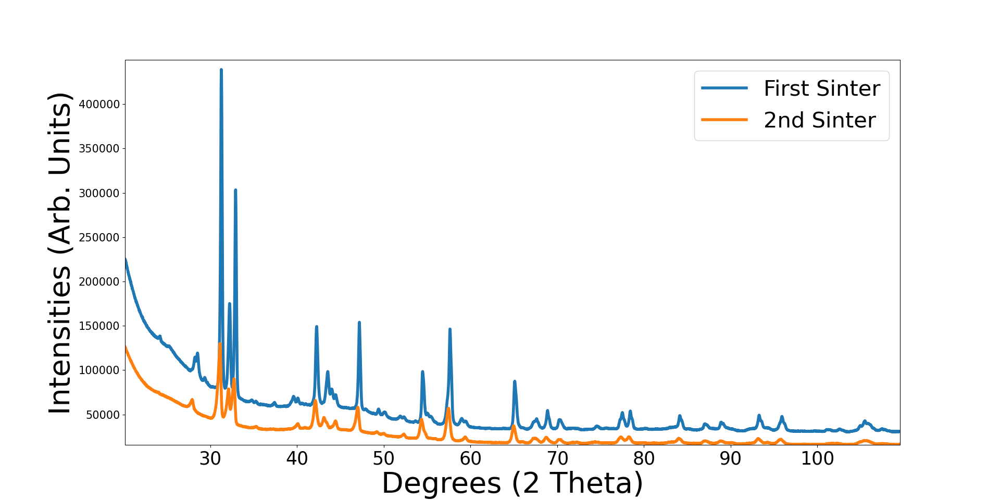 First Sinter
2nd Sinter
Intensities (Arb. Units)
400000
350000
300000
250000
200000
150000
100000
50000
30 40 50 60 70 80 90 100
Degrees (2 Theta)